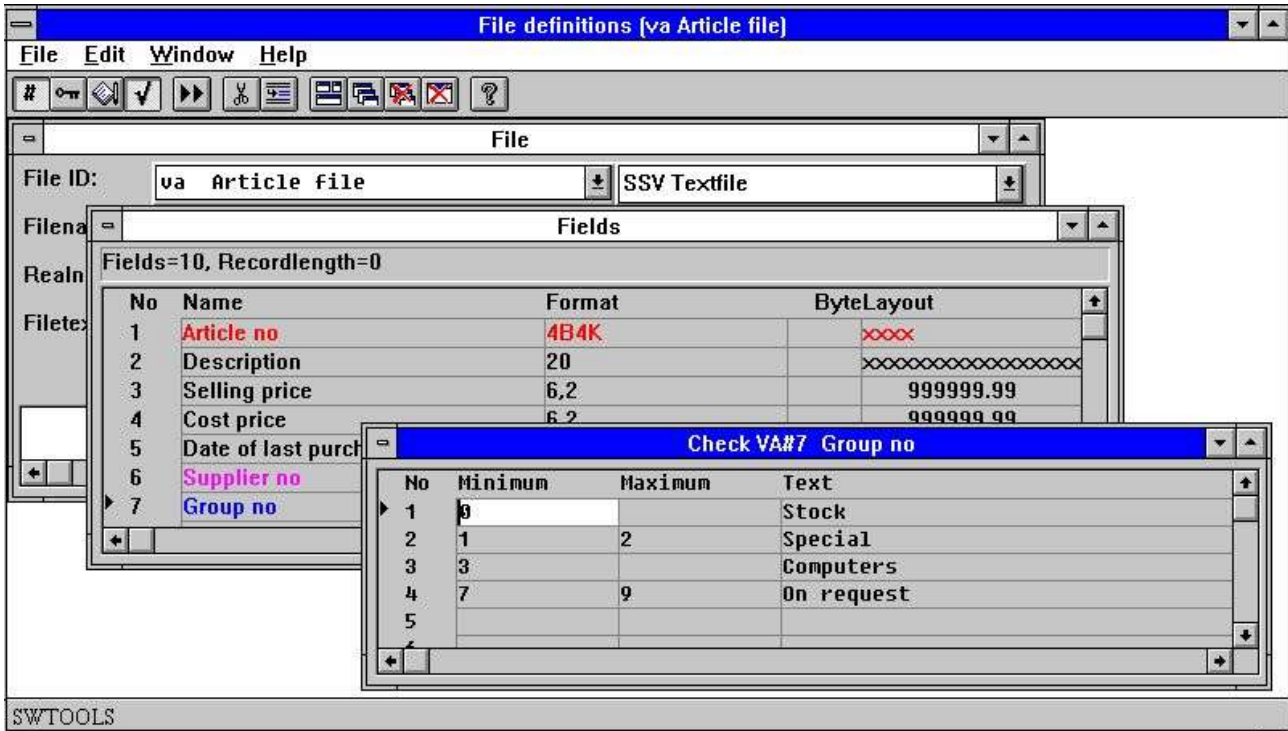 File definitions (va Article file)
File Edit Window Help
#
?
File
File ID: va Article file SSV Textfile
Filena
Fields
Realn
Fields=10, Recordlength=0
Filetex
No Name Format ByteLayout
1 Article no 4B4K xxxx
2 Description 20 xxxxxxxxxxxxxxxxxx
3 Selling price 6,2 999999.99
4 Cost price 6,2 999999.99
5 Date of last purch
6 Supplier no
7 Group no
Check VA#7 Group no
No Minimum Maximum Text
1 0 Stock
2 1 2 Special
3 3 Computers
4 7 9 On request
5
SWTOOLS